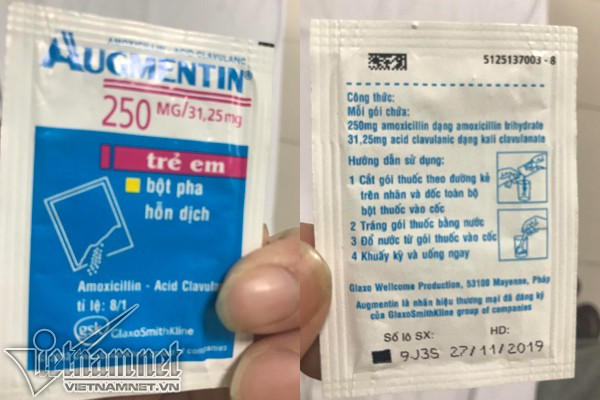 AMOXICILLIN - ACID CLAVULANIC
AUGMENTIN®
250 MG/31,25mg
trẻ em
bột pha
hỗn dịch
Amoxicillin - Acid Clavula
tỉ lệ: 8/1
gsk GlaxoSmithKline
of companies
vietnamnet
VIETNAMNET.VN
5125137003 - 8
Công thức:
Mỗi gói chứa:
250mg amoxicillin dạng amoxicillin trihydrate
31,25mg acid clavulanic dạng kali clavulanate
Hướng dẫn sử dụng:
1 Cắt gói thuốc theo đường kẻ
trên nhãn và dốc toàn bộ
bột thuốc vào cốc
2 Tráng gói thuốc bằng nước
3 Đổ nước từ gói thuốc vào cốc
4 Khuấy kỹ và uống ngay
Glaxo Wellcome Production, 53100 Mayenne, Pháp
Augmentin là nhãn hiệu thương mại đã đăng ký
của GlaxoSmithKline group of companies
Số lô SX: HD:
9J3S 27/11/2019